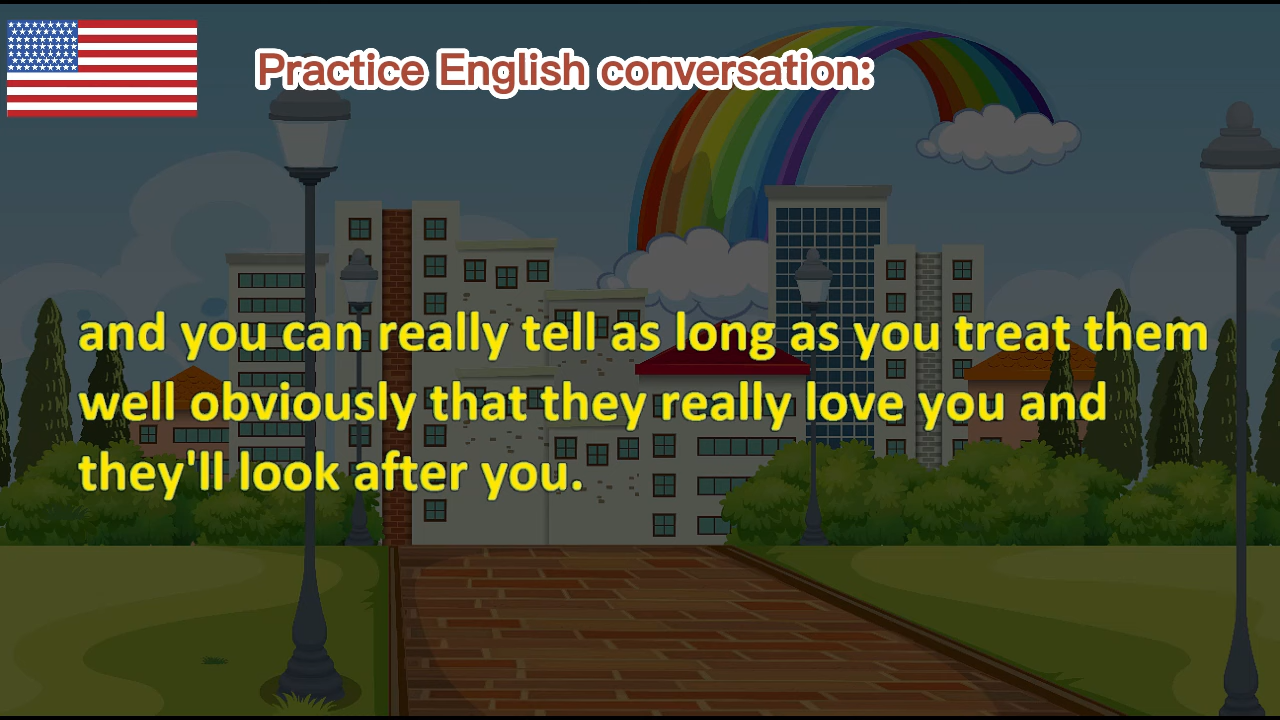 Practice English conversation:
and you can really tell as long as you treat them
well obviously that they really love you and
they'll look after you.